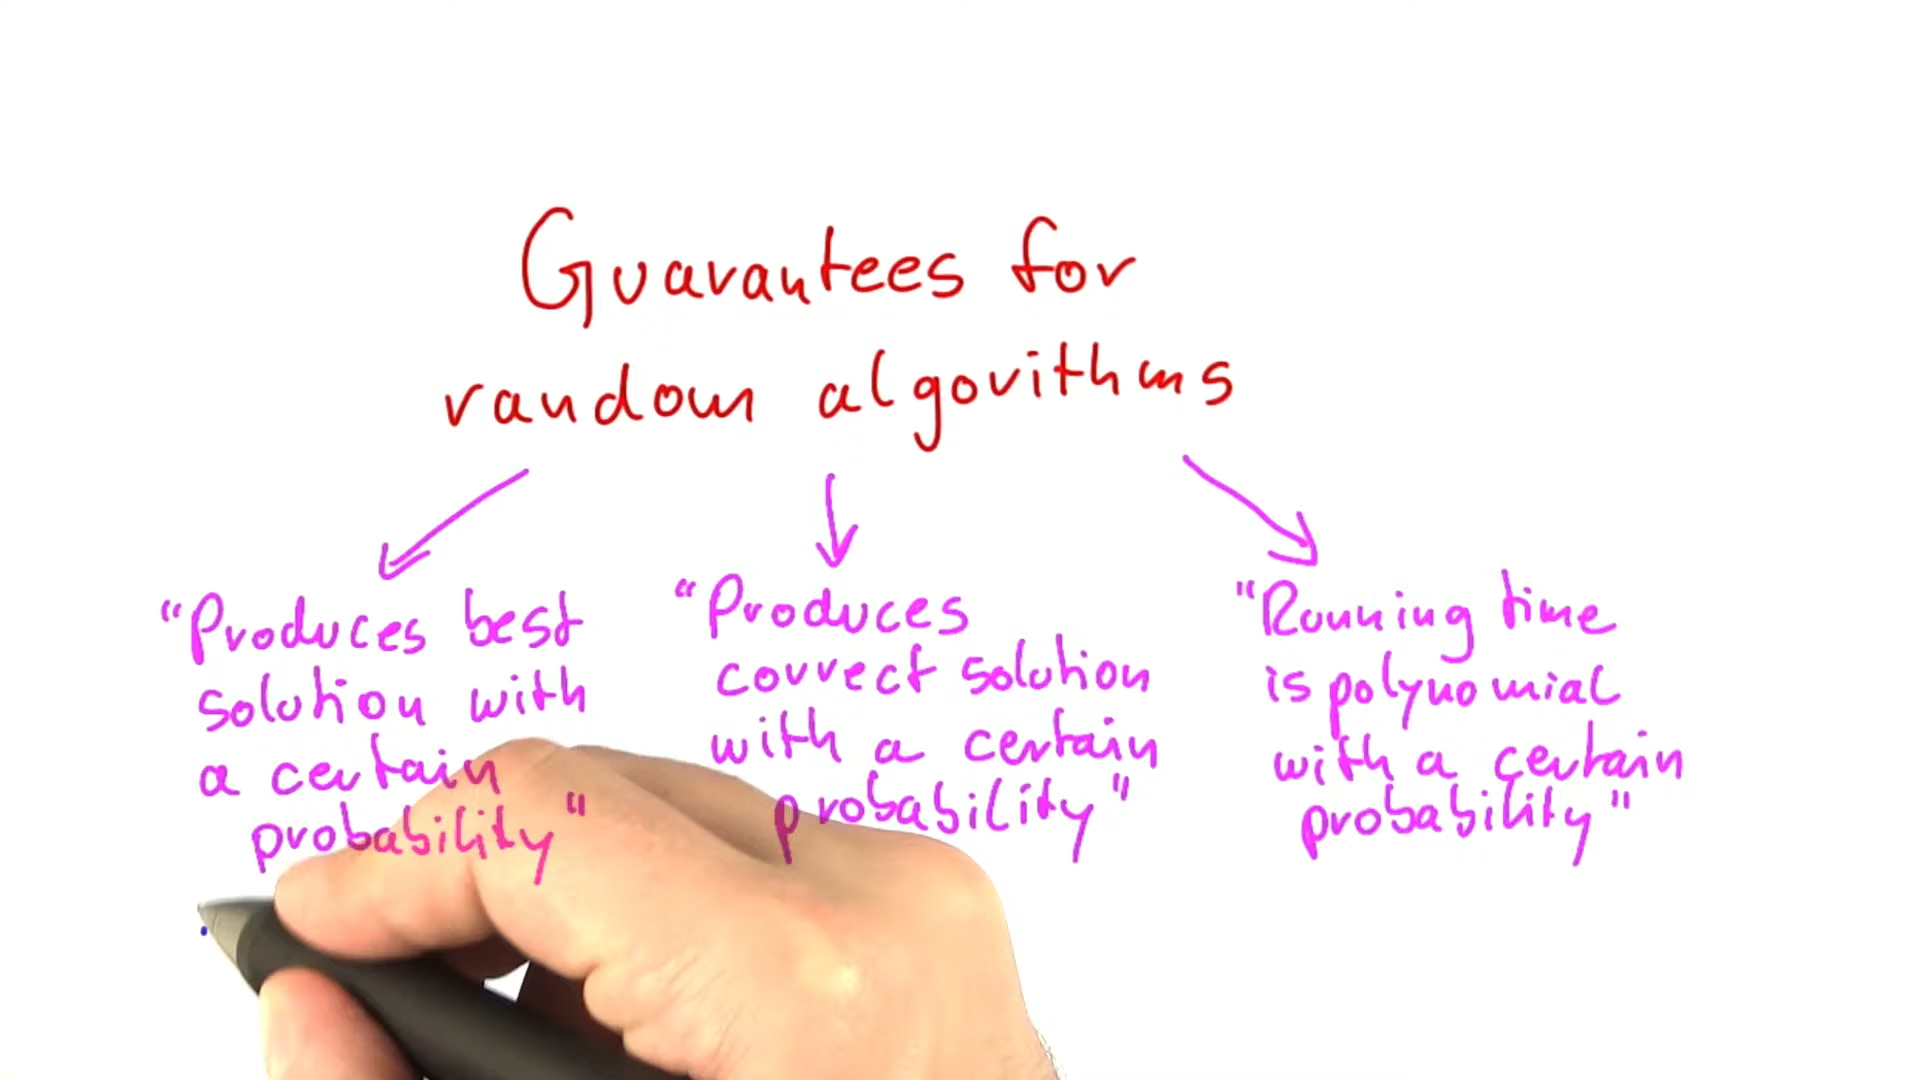 Guarantees for
random algorithms
"Produces best
solution with
a certain
probability"
"Produces
correct solution
with a certain
probability"
"Running time
is polynomial
with a certain
probability"